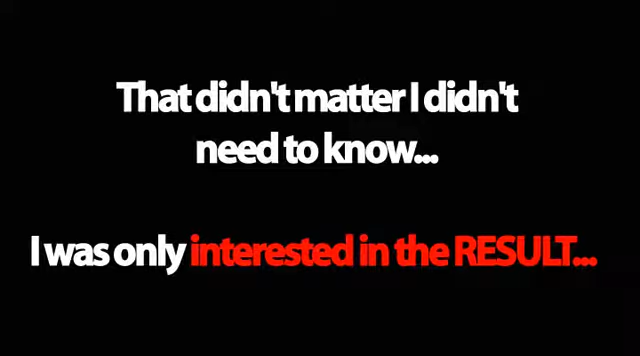 That didn't matter I didn't
need to know...
I was only interested in the RESULT...